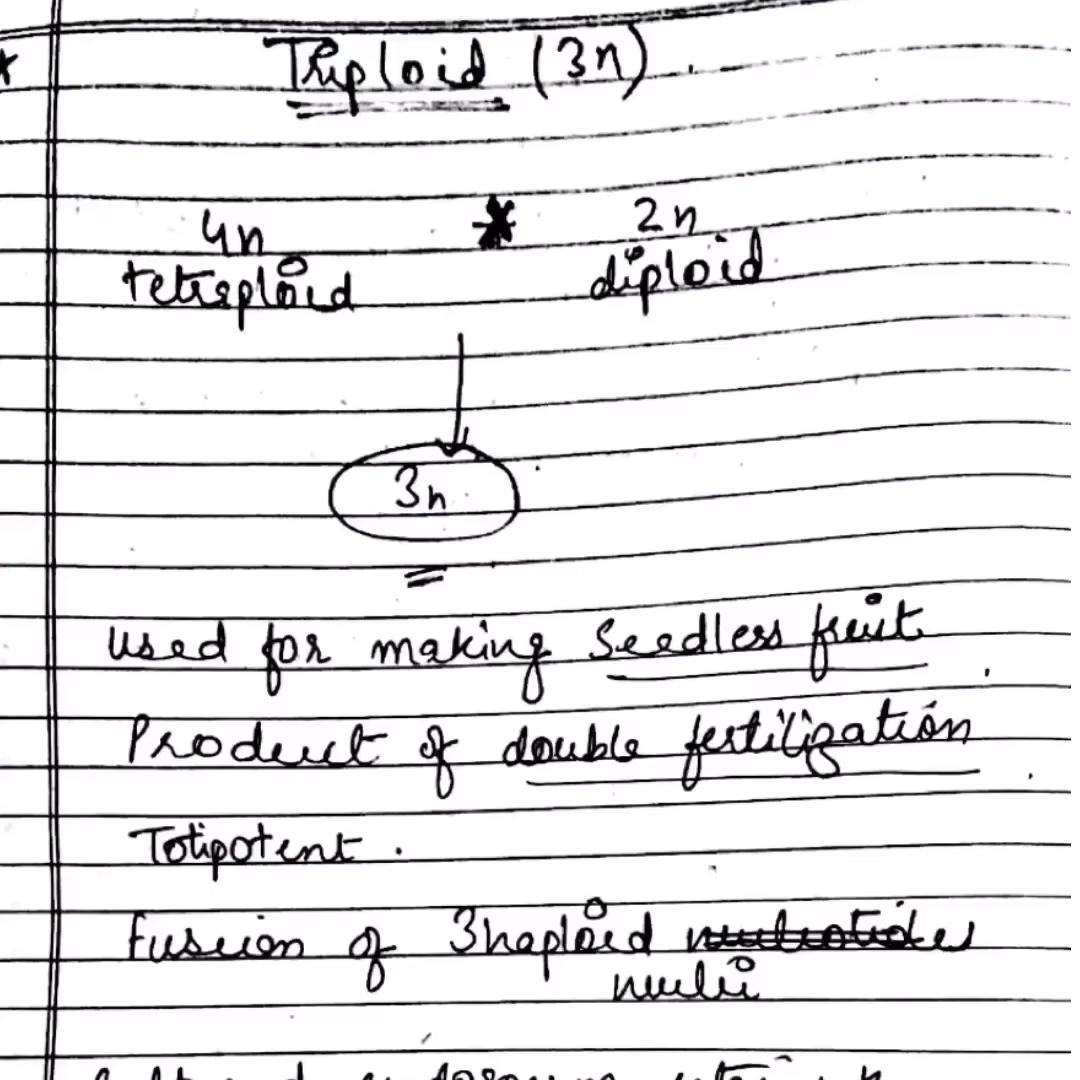 *
Triploid (3n).
4n * 2n
tetraploid diploid
3n
used for making seedless fruit
Product of double fertilization.
Totipotent.
Fusion of 3haploid
nuclei